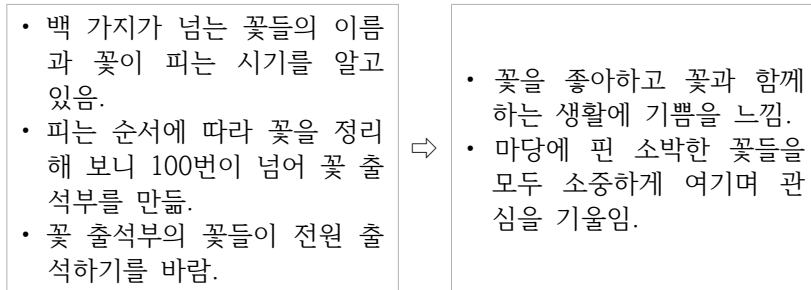 • 백 가지가 넘는 꽃들의 이름
과 꽃이 피는 시기를 알고
있음.
• 피는 순서에 따라 꽃을 정리
해 보니 100번이 넘어 꽃 출
석부를 만듦.
• 꽃 출석부의 꽃들이 전원 출
석하기를 바람.
⇨
• 꽃을 좋아하고 꽃과 함께
하는 생활에 기쁨을 느낌.
• 마당에 핀 소박한 꽃들을
모두 소중하게 여기며 관
심을 기울임.